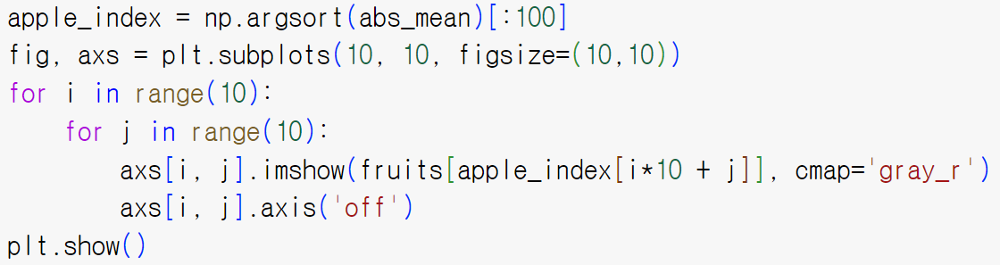 apple_index = np.argsort(abs_mean)[:100]
fig, axs = plt.subplots(10, 10, figsize=(10,10))
for i in range(10):
    for j in range(10):
        axs[i, j].imshow(fruits[apple_index[i*10 + j]], cmap='gray_r')
        axs[i, j].axis('off')
plt.show()